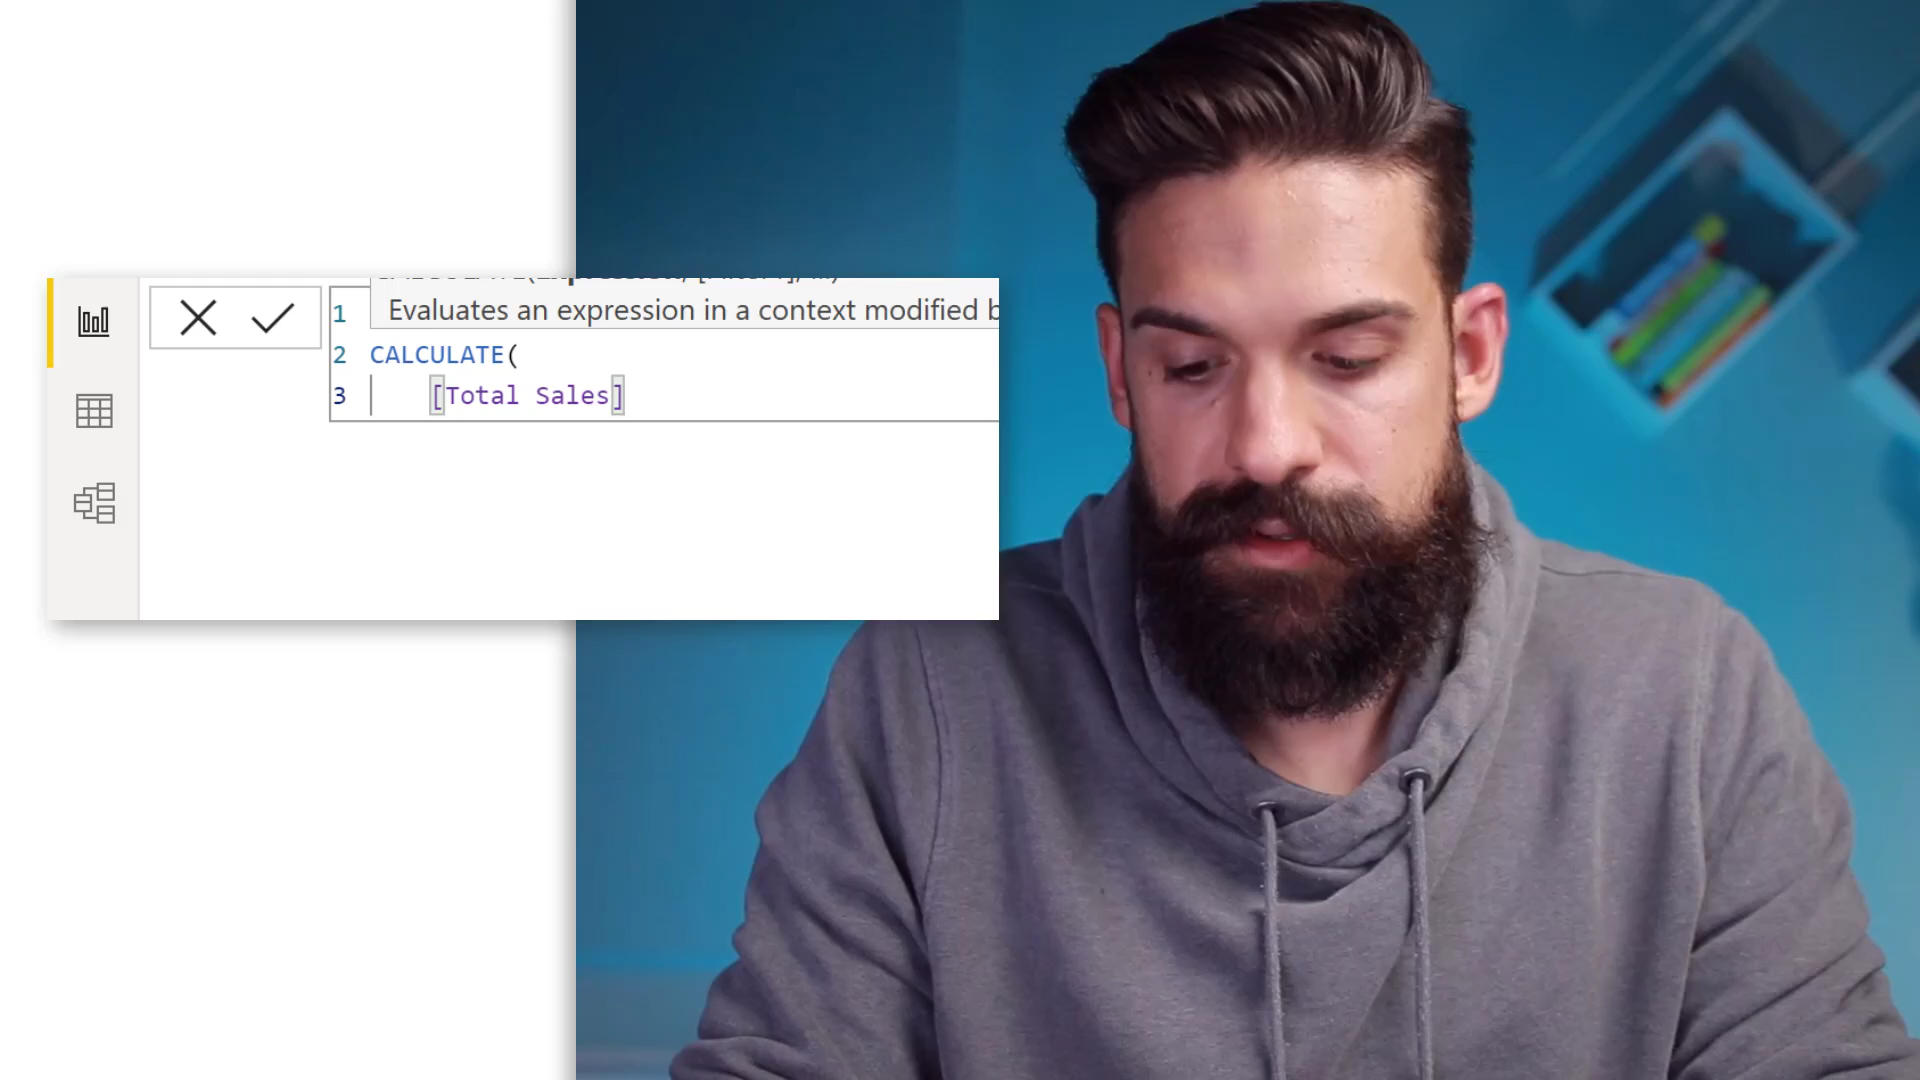 1
Evaluates an expression in a context modified b
2 CALCULATE(
3 [Total Sales]